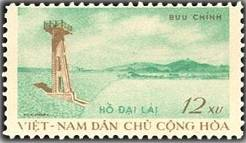 BƯU CHÍNH
HỒ ĐẠI LẢI
12 XU
VIỆT-NAM DÂN CHỦ CỘNG HÒA